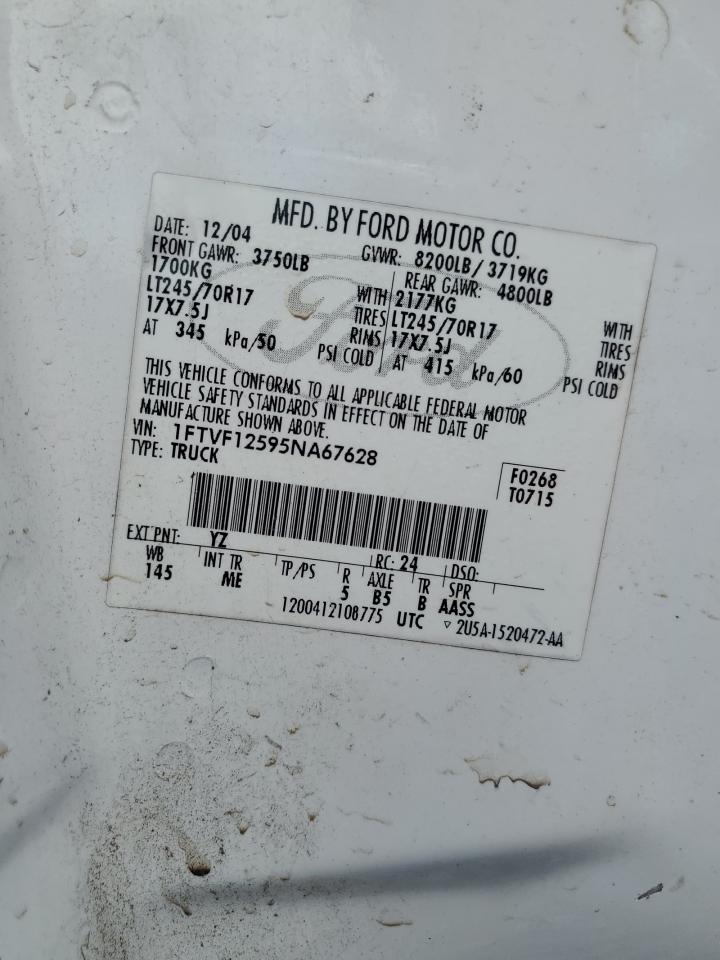 MFD. BY FORD MOTOR CO.
DATE: 12/04 GVWR: 8200LB / 3719KG
FRONT GAWR: 3750LB REAR GAWR: 4800LB
1700KG WITH 2177KG WITH
LT245/70R17 TIRES LT245/70R17 TIRES
17X7.5J RIMS 17X7.5J RIMS
AT 345 kPa/50 PSI COLD AT 415 kPa/60 PSI COLD
THIS VEHICLE CONFORMS TO ALL APPLICABLE FEDERAL MOTOR
VEHICLE SAFETY STANDARDS IN EFFECT ON THE DATE OF
MANUFACTURE SHOWN ABOVE.
VIN: 1FTVF12595NA67628
TYPE: TRUCK
F0268
T0715
EXT PNT: YZ RC: 24 DSO:
WB INT TR TP/PS R AXLE TR SPR
145 ME 5 B5 B AASS
1200412108775 UTC ▿ 2U5A-1520472-AA
Ford